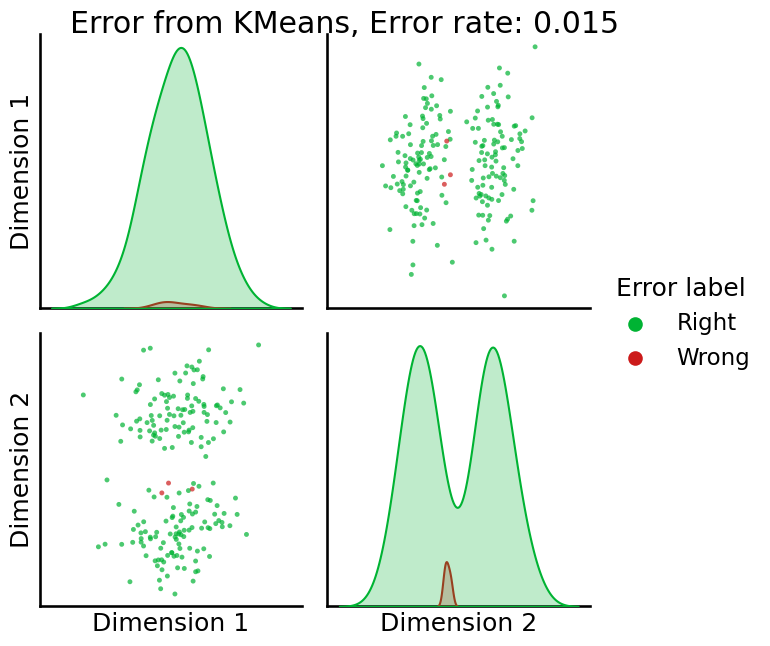 Error from KMeans, Error rate: 0.015
Dimension 1
Error label
Right
Wrong
Dimension 2
Dimension 1
Dimension 2